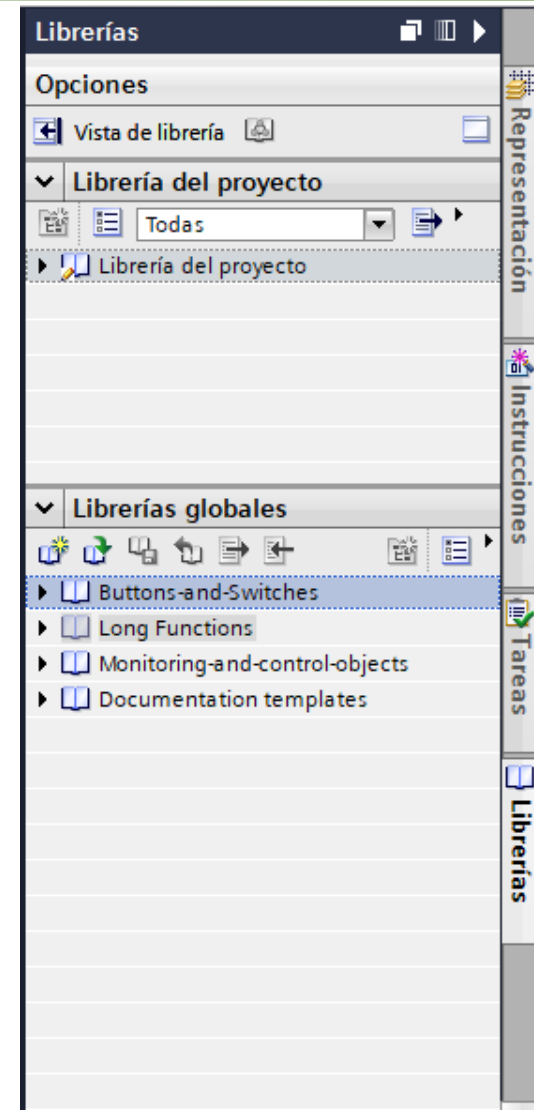 Librerías
Opciones
Vista de librería
Librería del proyecto
Todas
Librería del proyecto
Librerías globales
Buttons-and-Switches
Long Functions
Monitoring-and-control-objects
Documentation templates
Representación
Instrucciones
Tareas
Librerías